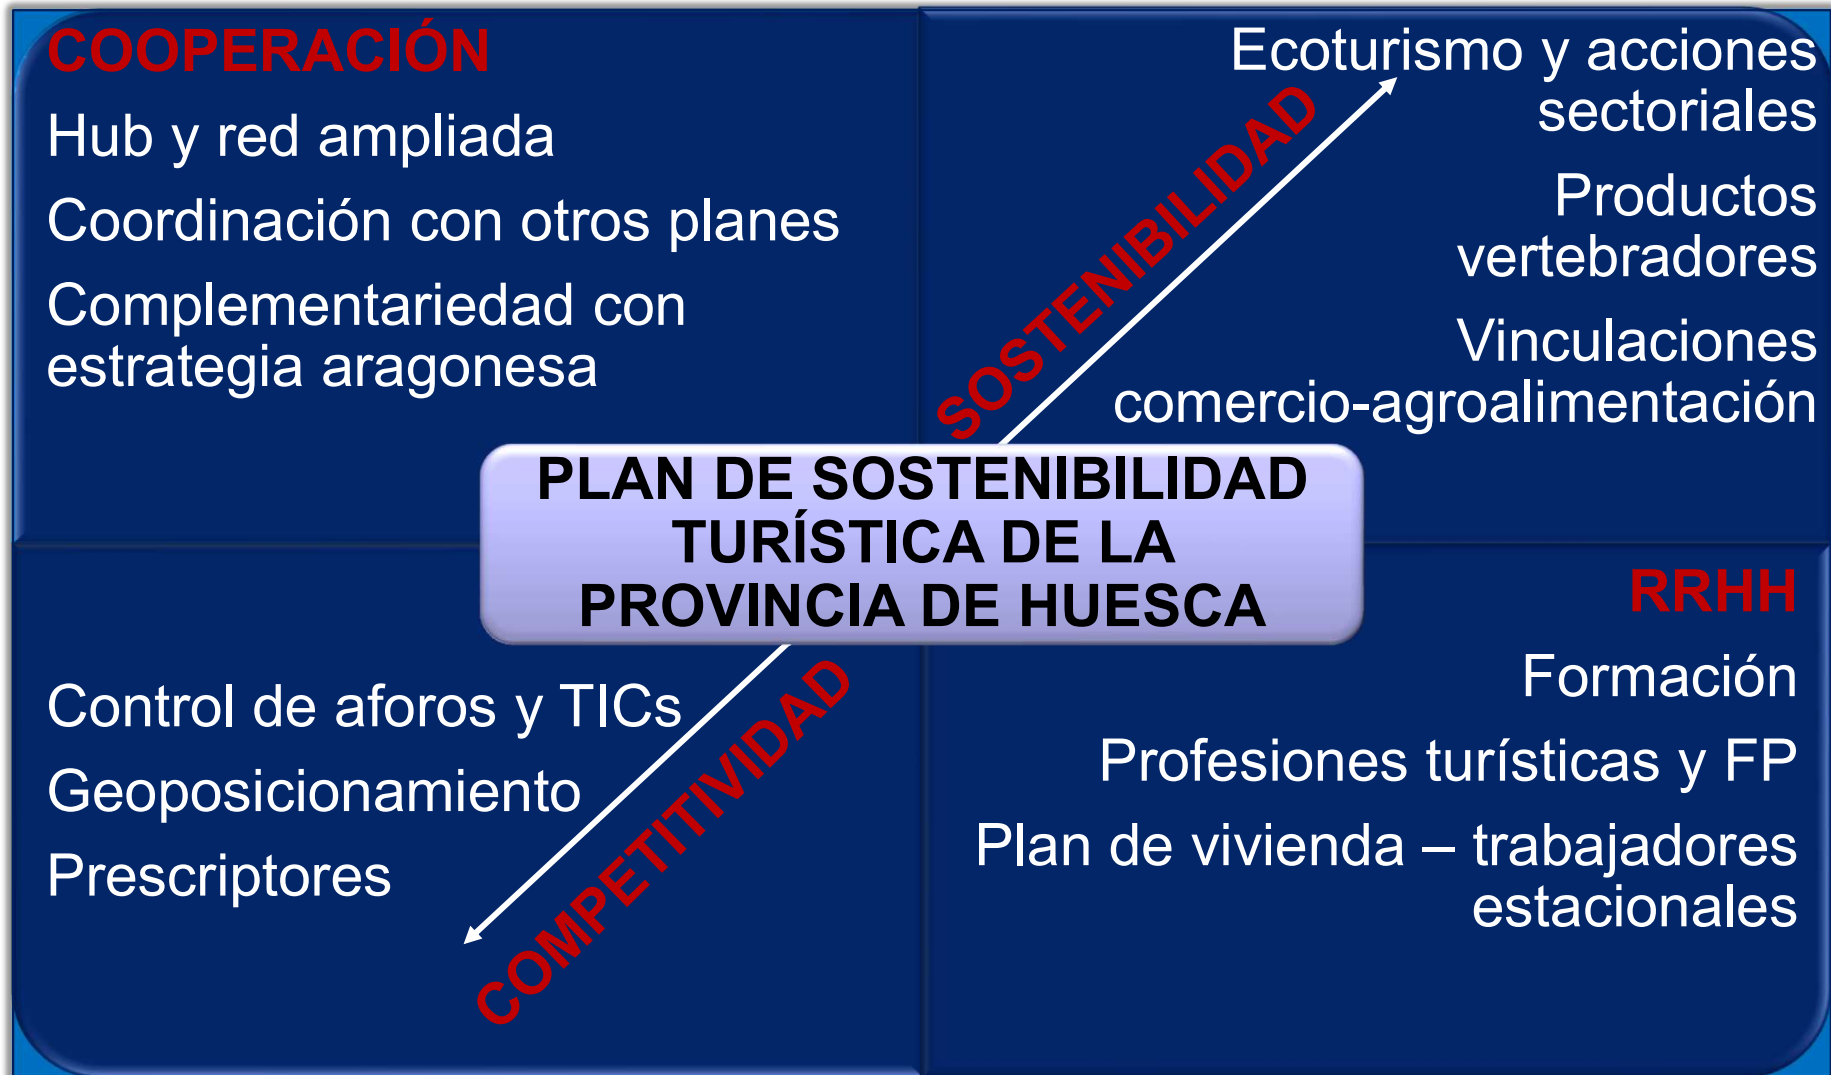 COOPERACIÓN
Hub y red ampliada
Coordinación con otros planes
Complementariedad con
estrategia aragonesa
SOSTENIBILIDAD
Ecoturismo y acciones
sectoriales
Productos
vertebradores
Vinculaciones
comercio-agroalimentación
PLAN DE SOSTENIBILIDAD
TURÍSTICA DE LA
PROVINCIA DE HUESCA
Control de aforos y TICs
Geoposicionamiento
Prescriptores
COMPETITIVIDAD
RRHH
Formación
Profesiones turísticas y FP
Plan de vivienda – trabajadores
estacionales